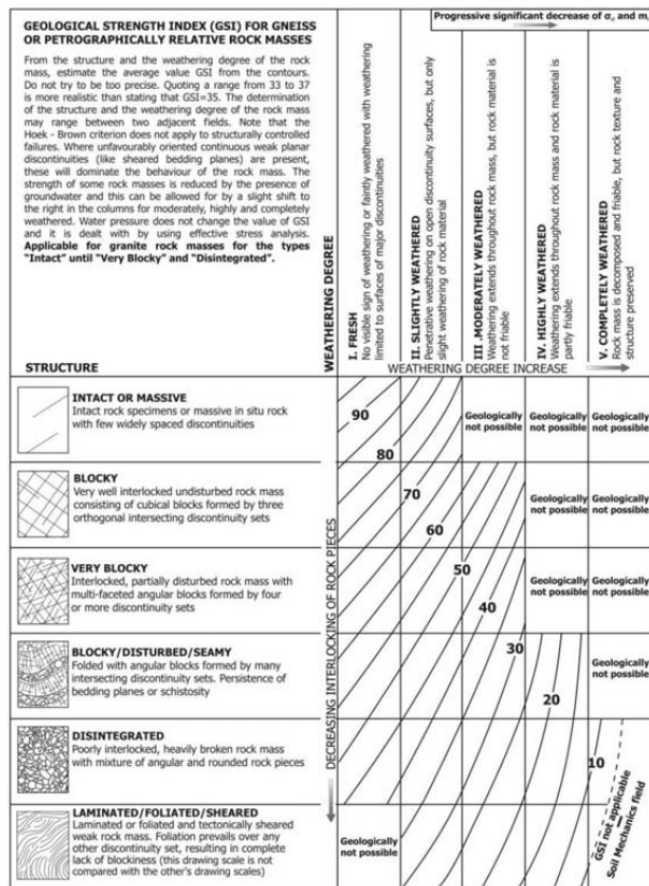 GEOLOGICAL STRENGTH INDEX (GSI) FOR GNEISS
OR PETROGRAPHICALLY RELATIVE ROCK MASSES
From the structure and the weathering degree of the rock
mass, estimate the average value GSI from the contours.
Do not try to be too precise. Quoting a range from 33 to 37
is more realistic than stating that GSI=35. The determination
of the structure and the weathering degree of the rock mass
may range between two adjacent fields. Note that the
Hoek - Brown criterion does not apply to structurally controlled
failures. Where unfavourably oriented continuous weak planar
discontinuities (like sheared bedding planes) are present,
these will dominate the behaviour of the rock mass. The
strength of some rock masses is reduced by the presence of
groundwater and this can be allowed for by a slight shift to
the right in the columns for moderately, highly and completely
weathered. Water pressure does not change the value of GSI
and it is dealt with by using effective stress analysis.
Applicable for granite rock masses for the types
"Intact" until "Very Blocky" and "Disintegrated".
STRUCTURE
WEATHERING DEGREE
Progressive significant decrease of σci and mi
I. FRESH
No visible sign of weathering or faintly weathered with weathering
limited to surfaces of major discontinuities
II. SLIGHTLY WEATHERED
Penetrative weathering on open discontinuity surfaces, but only
slight weathering of rock material
III .MODERATELY WEATHERED
Weathering extends throughout rock mass, but rock material is
not friable
IV. HIGHLY WEATHERED
Weathering extends throughout rock mass and rock material is
partly friable
V. COMPLETELY WEATHERED
Rock mass is decomposed and friable, but rock texture and
structure preserved
WEATHERING DEGREE INCREASE
DECREASING INTERLOCKING OF ROCK PIECES
INTACT OR MASSIVE
Intact rock specimens or massive in situ rock
with few widely spaced discontinuities
90
80
Geologically
not possible
Geologically
not possible
Geologically
not possible
BLOCKY
Very well interlocked undisturbed rock mass
consisting of cubical blocks formed by three
orthogonal intersecting discontinuity sets
70
60
Geologically
not possible
Geologically
not possible
VERY BLOCKY
Interlocked, partially disturbed rock mass with
multi-faceted angular blocks formed by four
or more discontinuity sets
50
40
Geologically
not possible
Geologically
not possible
BLOCKY/DISTURBED/SEAMY
Folded with angular blocks formed by many
intersecting discontinuity sets. Persistence of
bedding planes or schistosity
30
20
Geologically
not possible
DISINTEGRATED
Poorly interlocked, heavily broken rock mass
with mixture of angular and rounded rock pieces
10
GSI not applicable
Soil Mechanics field
LAMINATED/FOLIATED/SHEARED
Laminated or foliated and tectonically sheared
weak rock mass. Foliation prevails over any
other discontinuity set, resulting in complete
lack of blockiness (this drawing scale is not
compared with the other's drawing scales)
Geologically
not possible